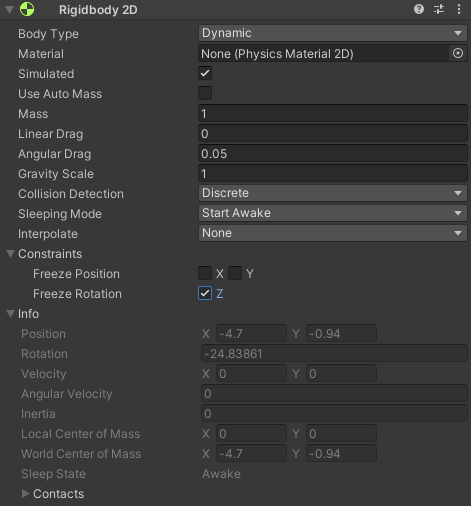 Rigidbody 2D
Body Type Dynamic
Material None (Physics Material 2D)
Simulated
Use Auto Mass
Mass 1
Linear Drag 0
Angular Drag 0.05
Gravity Scale 1
Collision Detection Discrete
Sleeping Mode Start Awake
Interpolate None
Constraints
Freeze Position X Y
Freeze Rotation Z
Info
Position X -4.7 Y -0.94
Rotation -24.83861
Velocity X 0 Y 0
Angular Velocity 0
Inertia 0
Local Center of Mass X 0 Y 0
World Center of Mass X -4.7 Y -0.94
Sleep State Awake
Contacts